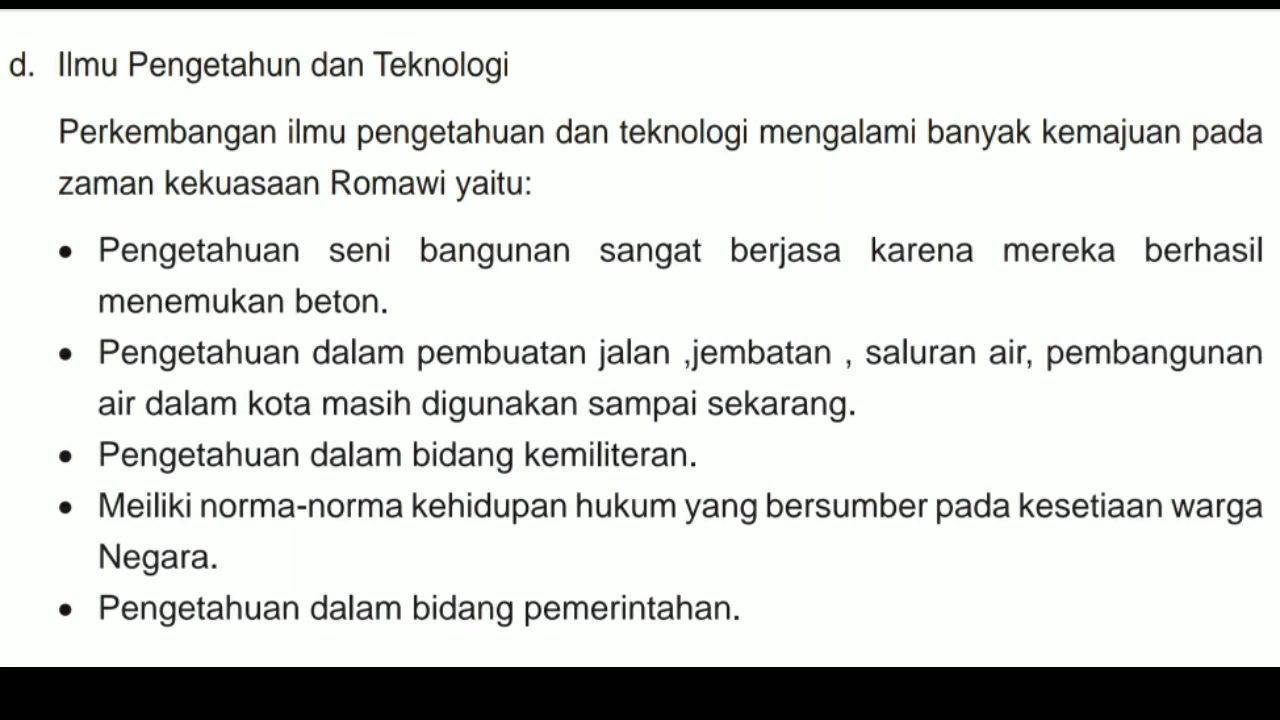 d. Ilmu Pengetahun dan Teknologi
Perkembangan ilmu pengetahuan dan teknologi mengalami banyak kemajuan pada
zaman kekuasaan Romawi yaitu:
• Pengetahuan seni bangunan sangat berjasa karena mereka berhasil
menemukan beton.
• Pengetahuan dalam pembuatan jalan ,jembatan , saluran air, pembangunan
air dalam kota masih digunakan sampai sekarang.
• Pengetahuan dalam bidang kemiliteran.
• Meiliki norma-norma kehidupan hukum yang bersumber pada kesetiaan warga
Negara.
• Pengetahuan dalam bidang pemerintahan.